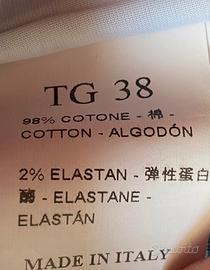 TG 38
98% COTONE - 棉 -
COTTON - ALGODÓN
2% ELASTAN - 弹性蛋白
酶 - ELASTANE -
ELASTÁN
MADE IN ITALY
subito